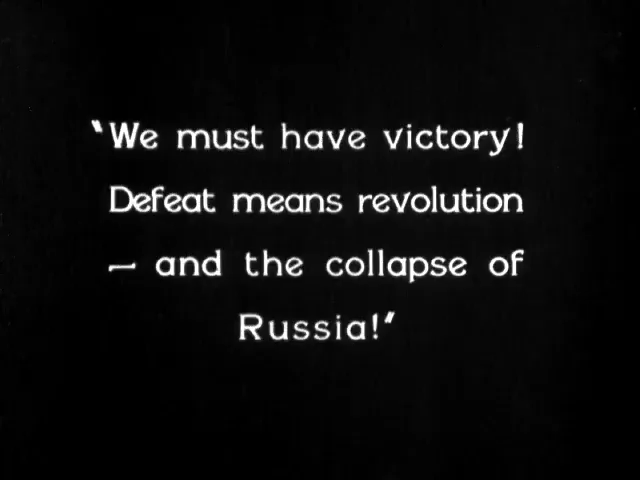 "We must have victory!
Defeat means revolution
— and the collapse of
Russia!"